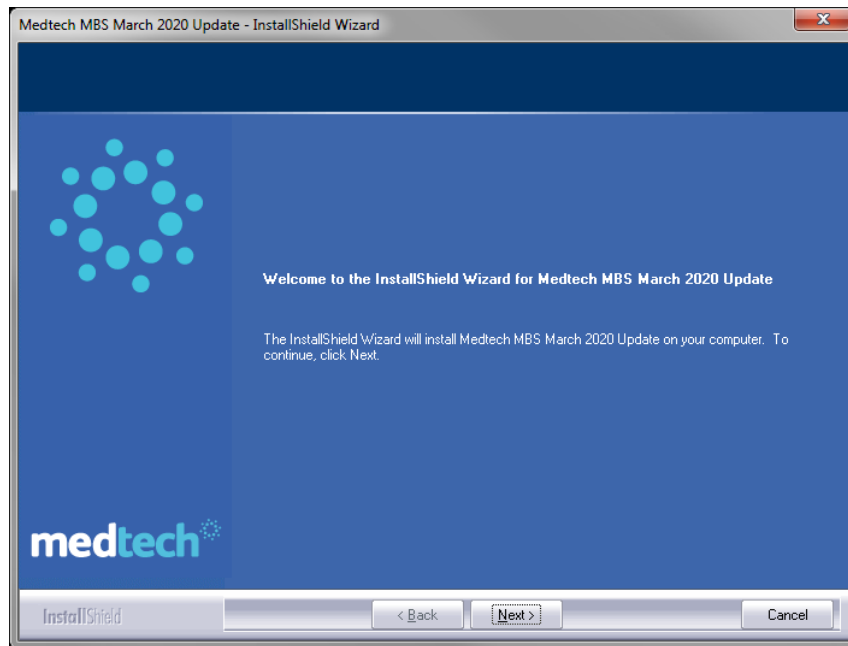 Medtech MBS March 2020 Update - InstallShield Wizard
Welcome to the InstallShield Wizard for Medtech MBS March 2020 Update
The InstallShield Wizard will install Medtech MBS March 2020 Update on your computer. To
continue, click Next.
medtech
InstallShield
< Back
Next >
Cancel